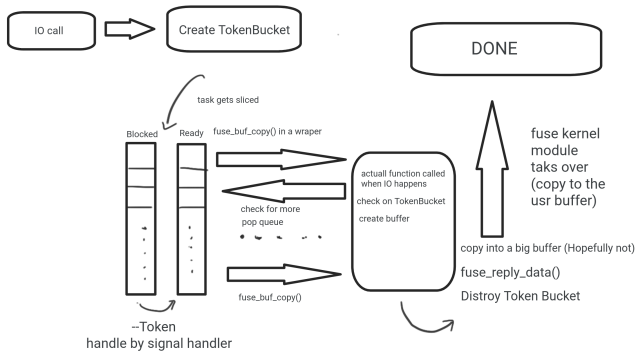 IO call
Create TokenBucket
DONE
task gets sliced
Blocked
Ready
fuse_buf_copy() in a wraper
actuall function called
when IO happens
check on TokenBucket
create buffer
check for more
pop queue
fuse_buf_copy()
--Token
handle by signal handler
fuse kernel
module
taks over
(copy to the
usr buffer)
copy into a big buffer (Hopefully not)
fuse_reply_data()
Distroy Token Bucket